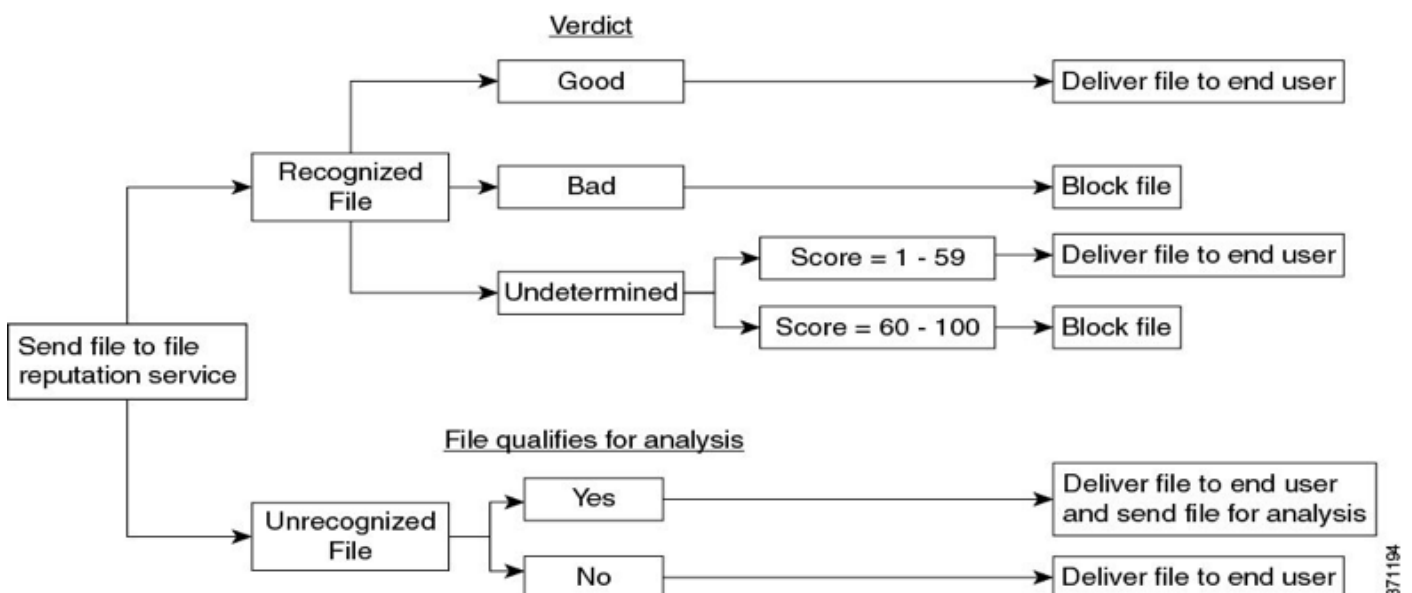 Verdict
Good
Deliver file to end user
Recognized
File
Bad
Block file
Undetermined
Score = 1 - 59
Deliver file to end user
Score = 60 - 100
Block file
Send file to file
reputation service
File qualifies for analysis
Unrecognized
File
Yes
Deliver file to end user
and send file for analysis
No
Deliver file to end user
371194